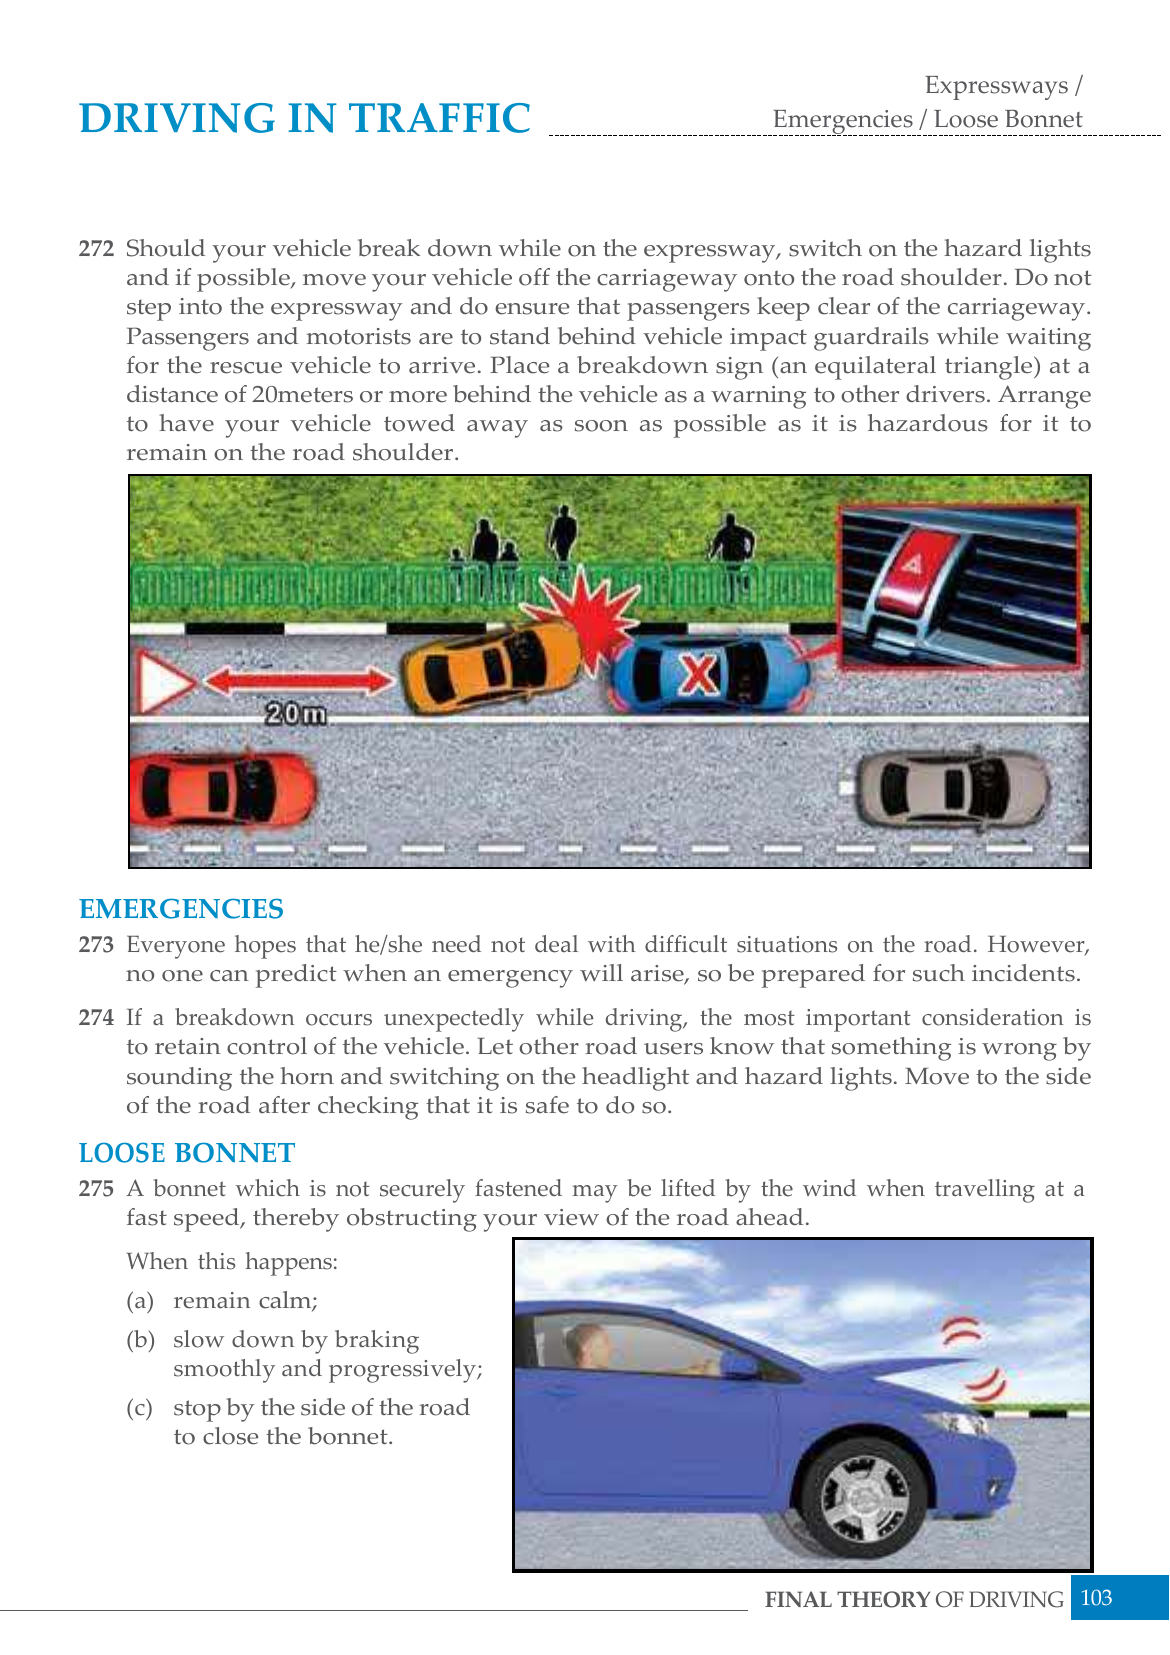 Expressways /
DRIVING IN TRAFFIC
Emergencies / Loose Bonnet
272 Should your vehicle break down while on the expressway, switch on the hazard lights
and if possible, move your vehicle off the carriageway onto the road shoulder. Do not
step into the expressway and do ensure that passengers keep clear of the carriageway.
Passengers and motorists are to stand behind vehicle impact guardrails while waiting
for the rescue vehicle to arrive. Place a breakdown sign (an equilateral triangle) at a
distance of 20meters or more behind the vehicle as a warning to other drivers. Arrange
to have your vehicle towed away as soon as possible as it is hazardous for it to
remain on the road shoulder.
X
20m
EMERGENCIES
273 Everyone hopes that he/she need not deal with difficult situations on the road. However,
no one can predict when an emergency will arise, so be prepared for such incidents.
274 If a breakdown occurs unexpectedly while driving, the most important consideration is
to retain control of the vehicle. Let other road users know that something is wrong by
sounding the horn and switching on the headlight and hazard lights. Move to the side
of the road after checking that it is safe to do so.
LOOSE BONNET
275 A bonnet which is not securely fastened may be lifted by the wind when travelling at a
fast speed, thereby obstructing your view of the road ahead.
When this happens:
(a) remain calm;
(b) slow down by braking
smoothly and progressively;
(c) stop by the side of the road
to close the bonnet.
FINAL THEORY OF DRIVING 103